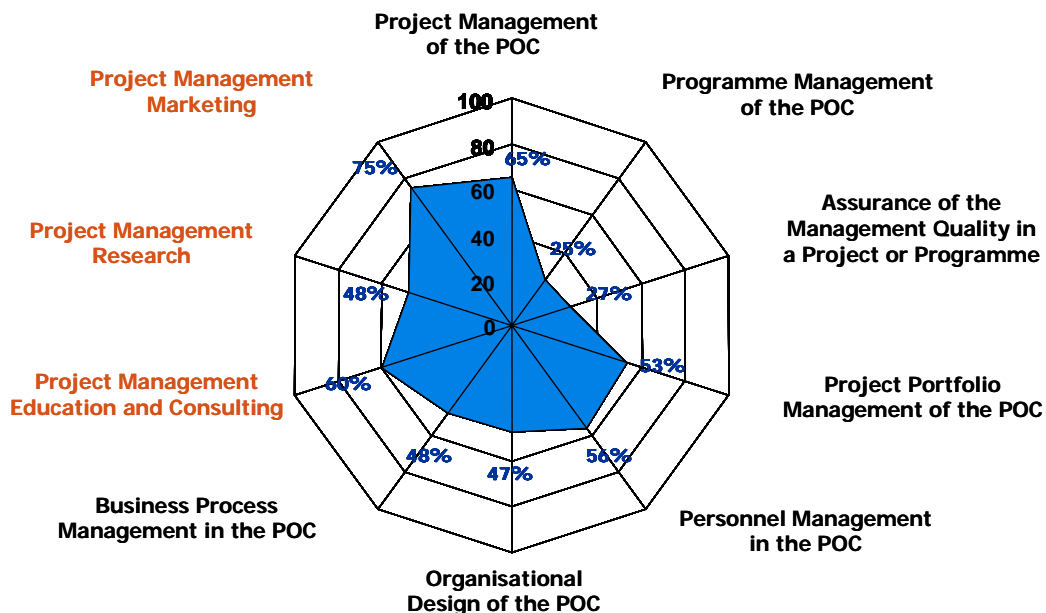 Project Management
of the POC
Project Management
Marketing
Programme Management
of the POC
100
80
75%
65%
60
Assurance of the
Management Quality in
a Project or Programme
Project Management
Research
40
25%
20
27%
48%
0
53%
Project Management
Education and Consulting
60%
Project Portfolio
Management of the POC
48%
47%
56%
Business Process
Management in the POC
Personnel Management
in the POC
Organisational
Design of the POC